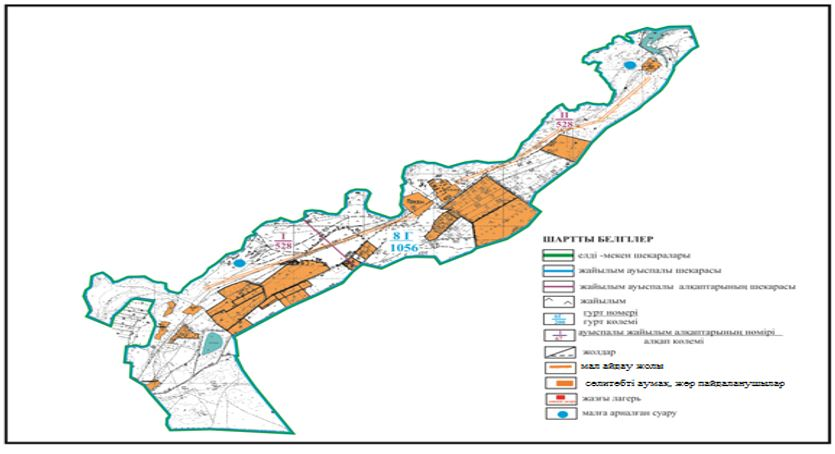 II
528
I
528
8 Г
1056
ШАРТТЫ БЕЛГІЛЕР
елді -мекен шекаралары
жайылым ауыспалы шекарасы
жайылым ауыспалы алқаптарының шекарасы
жайылым
гурт номері
гурт көлемі
ауыспалы жайылым алқаптарының нөмірі
алқап көлемі
жолдар
мал айдау жолы
селитебті аумақ, жер пайдаланушылар
жазғы лагерь
малға арналған суару